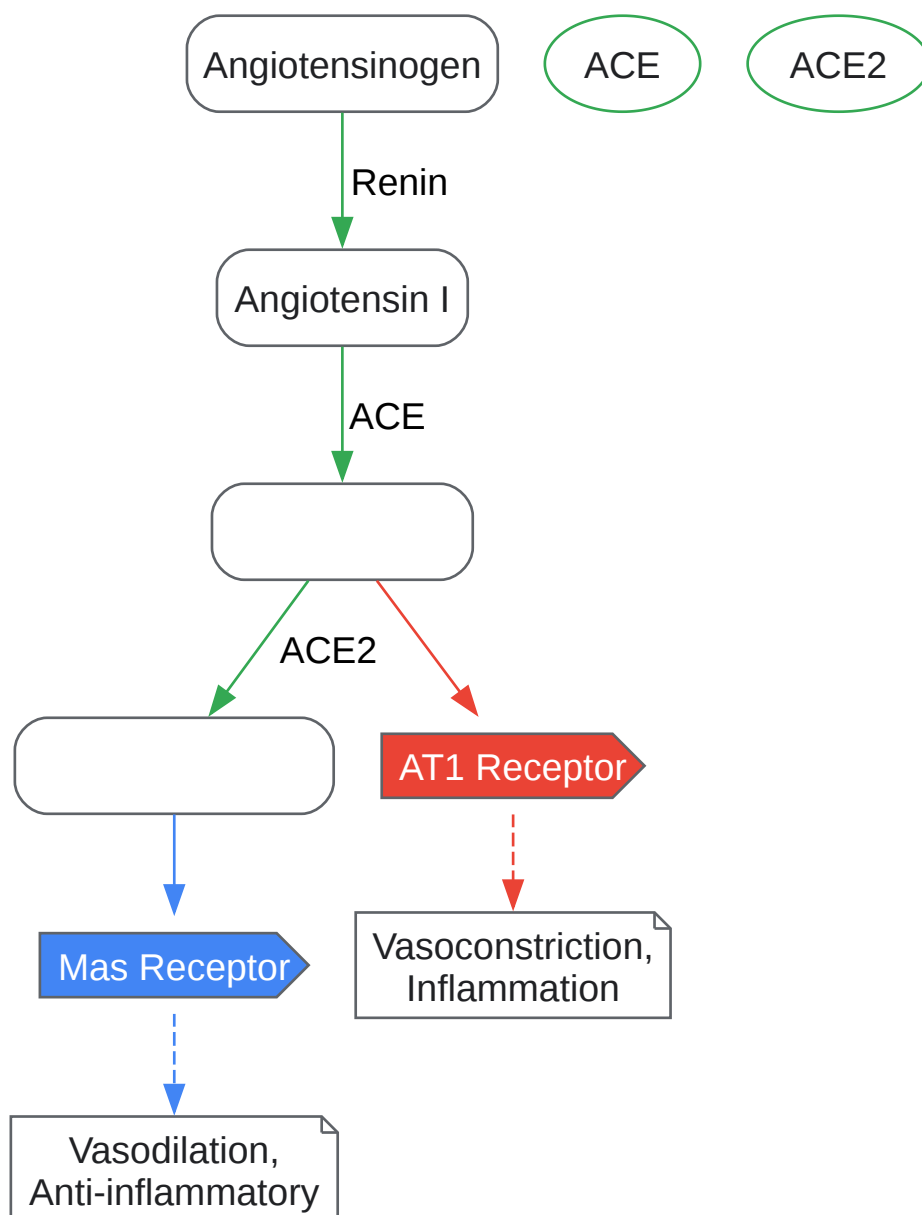 Angiotensinogen
ACE
ACE2
Renin
Angiotensin I
ACE
ACE2
AT1 Receptor
Vasoconstriction,
Inflammation
Mas Receptor
Vasodilation,
Anti-inflammatory